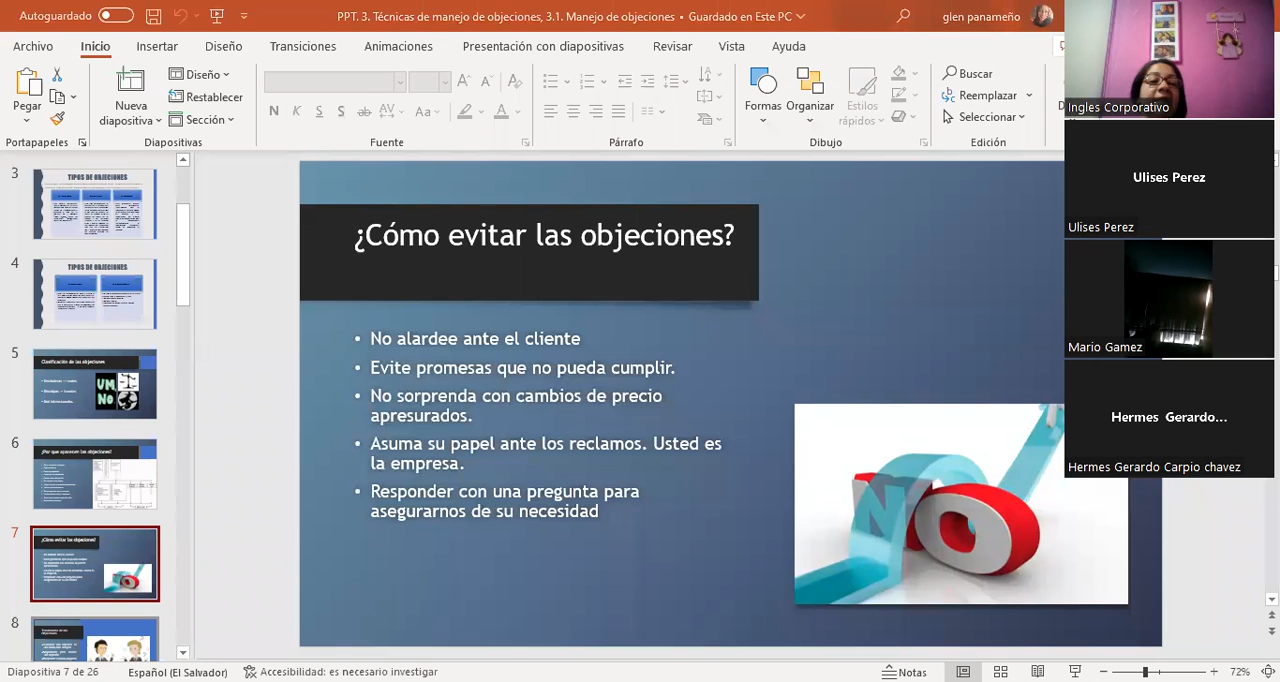 Autoguardado
PPT. 3. Técnicas de manejo de objeciones, 3.1. Manejo de objeciones • Guardado en Este PC
glen panameño
Archivo Inicio Insertar Diseño Transiciones Animaciones Presentación con diapositivas Revisar Vista Ayuda
Pegar
Nueva diapositiva
Diseño
Restablecer
Sección
N K S S ab AV Aa A
Formas
Organizar
Estilos rápidos
Buscar
Reemplazar
Seleccionar
Portapapeles Diapositivas Fuente Párrafo Dibujo Edición
Ingles Corporativo
Ulises Perez
Ulises Perez
Mario Gamez
Hermes Gerardo...
Hermes Gerardo Carpio chavez
3
TIPOS DE OBJECIONES
4
TIPOS DE OBJECIONES
5
Clasificación de las objeciones
UM NO
6
¿Por que aparecen las objeciones?
7
¿Cómo evitar las objeciones?
8
¿Cómo evitar las objeciones?
• No alardee ante el cliente
• Evite promesas que no pueda cumplir.
• No sorprenda con cambios de precio
apresurados.
• Asuma su papel ante los reclamos. Usted es
la empresa.
• Responder con una pregunta para
asegurarnos de su necesidad
NO
Diapositiva 7 de 26 Español (El Salvador) Accesibilidad: es necesario investigar Notas 72%